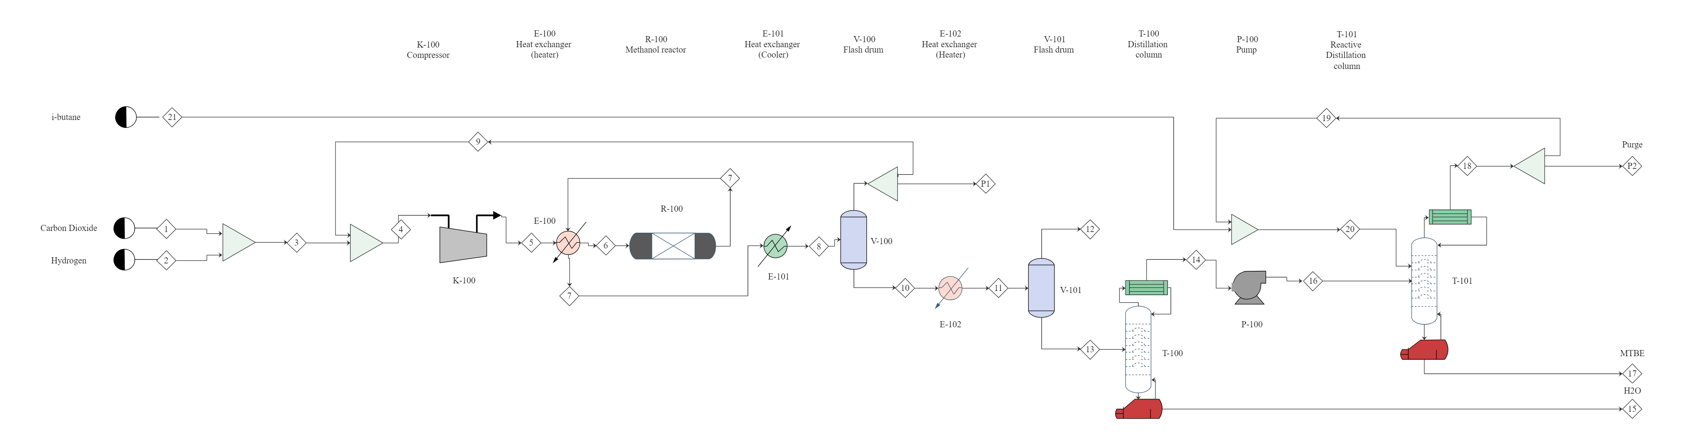 K-100
Compressor
E-100
Heat exchanger
(heater)
R-100
Methanol reactor
E-101
Heat exchanger
(Cooler)
V-100
Flash drum
E-102
Heat exchanger
(Heater)
V-101
Flash drum
T-100
Distillation
column
P-100
Pump
T-101
Reactive
Distillation
column
i-butane
21
19
9
Purge
18
P2
7
P1
E-100
R-100
Carbon Dioxide
1
4
12
20
3
5
6
8
V-100
K-100
E-101
Hydrogen
2
14
7
10
11
V-101
16
T-101
E-102
P-100
13
T-100
MTBE
17
H2O
15